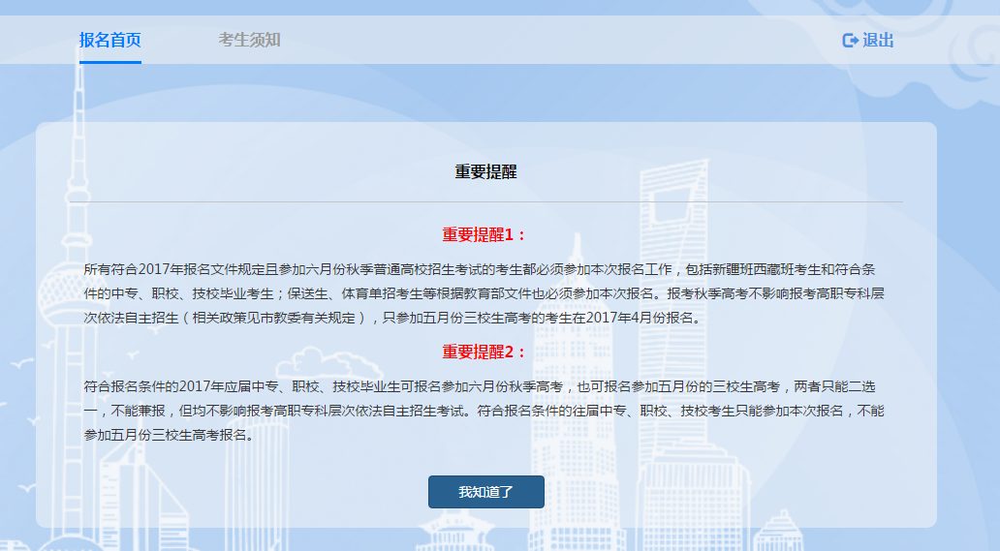 报名首页
考生须知
退出
重要提醒
重要提醒1：
所有符合2017年报名文件规定且参加六月份秋季普通高校招生考试的考生都必须参加本次报名工作，包括新疆班西藏班考生和符合条
件的中专、职校、技校毕业考生；保送生、体育单招考生等根据教育部文件也必须参加本次报名。报考秋季高考不影响报考高职专科层
次依法自主招生（相关政策见市教委有关规定），只参加五月份三校生高考的考生在2017年4月份报名。
重要提醒2：
符合报名条件的2017年应届中专、职校、技校毕业生可报名参加六月份秋季高考，也可报名参加五月份的三校生高考，两者只能二选
一，不能兼报，但均不影响报考高职专科层次依法自主招生考试。符合报名条件的往届中专、职校、技校考生只能参加本次报名，不能
参加五月份三校生高考报名。
我知道了